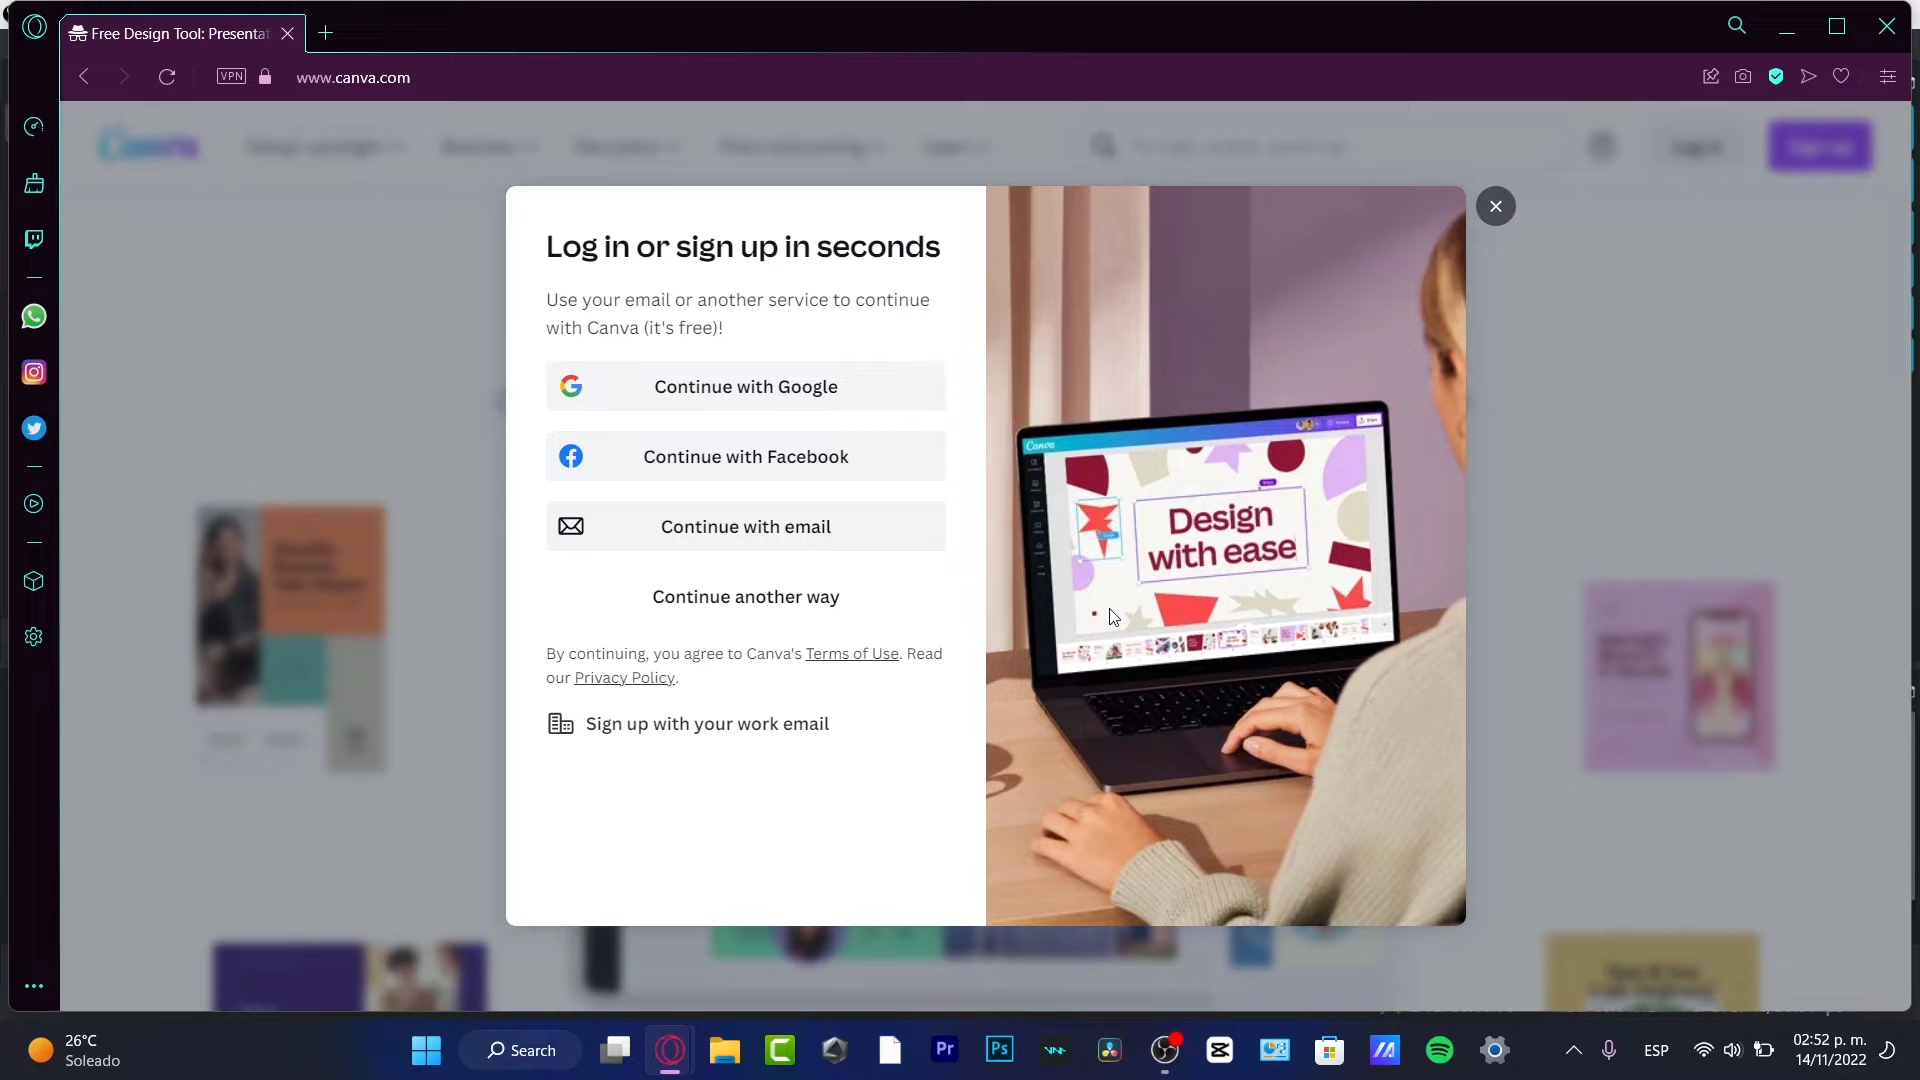 Free Design Tool: Presentat
VPN
www.canva.com
Log in or sign up in seconds
Use your email or another service to continue
with Canva (it's free)!
Continue with Google
Continue with Facebook
Continue with email
Continue another way
By continuing, you agree to Canva's Terms of Use. Read
our Privacy Policy.
Sign up with your work email
Canva
Design
with ease
26°C
Soleado
Search
Pr
Ps
ESP
02:52 p. m.
14/11/2022